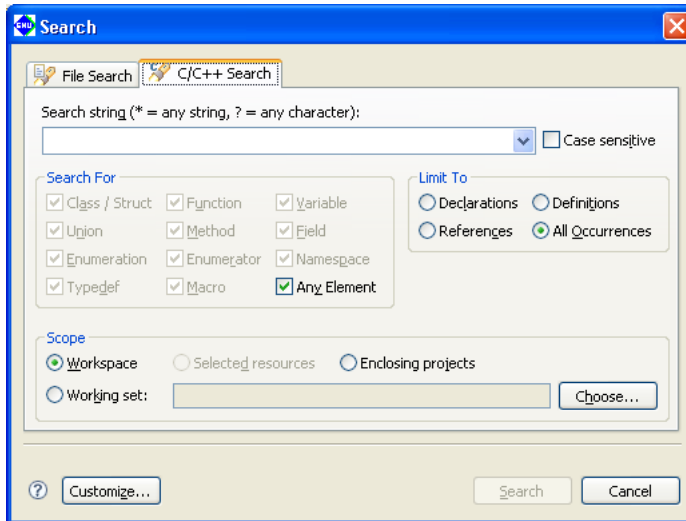 GNU Search
File Search C/C++ Search
Search string (* = any string, ? = any character):
Case sensitive
Search For Limit To
Class / Struct Function Variable Declarations Definitions
Union Method Field References All Occurrences
Enumeration Enumerator Namespace
Typedef Macro Any Element
Scope
Workspace Selected resources Enclosing projects
Working set: Choose...
? Customize... Search Cancel